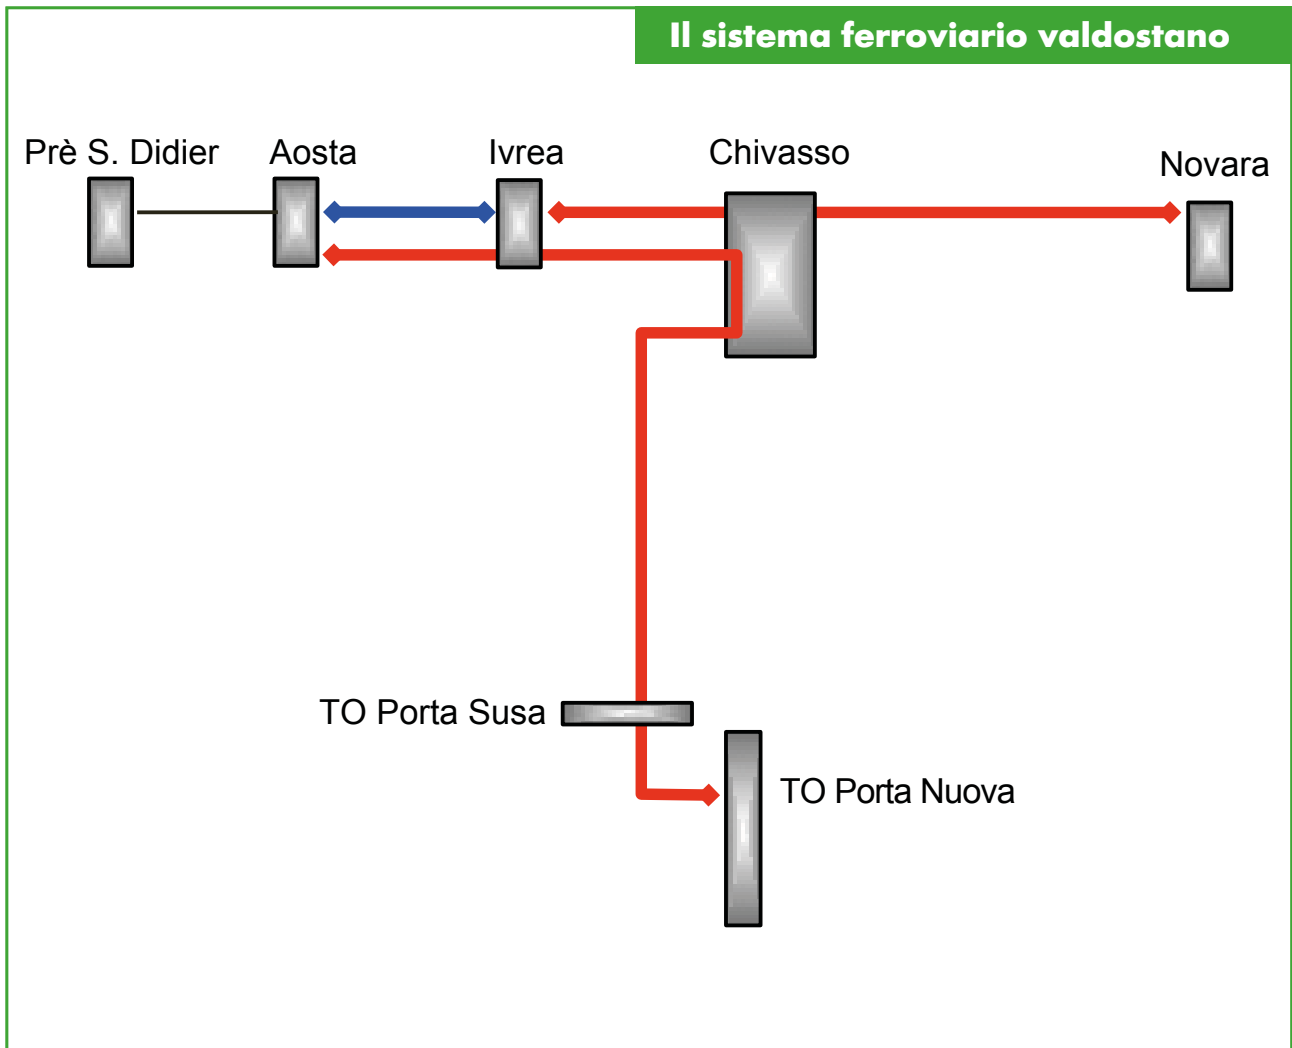 Il sistema ferroviario valdostano
Prè S. Didier
Aosta
Ivrea
Chivasso
Novara
TO Porta Susa
TO Porta Nuova